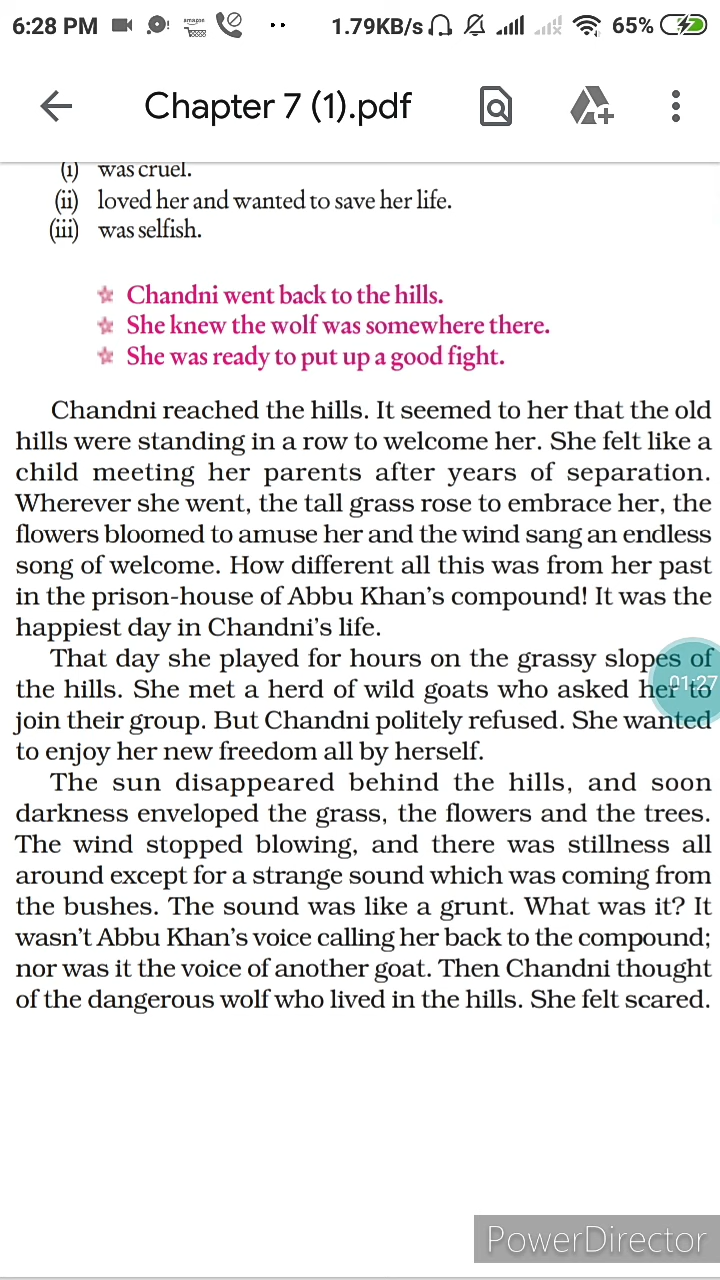 6:28 PM 1.79KB/s 65%
Chapter 7 (1).pdf
(i) was cruel.
(ii) loved her and wanted to save her life.
(iii) was selfish.
Chandni went back to the hills.
She knew the wolf was somewhere there.
She was ready to put up a good fight.
Chandni reached the hills. It seemed to her that the old
hills were standing in a row to welcome her. She felt like a
child meeting her parents after years of separation.
Wherever she went, the tall grass rose to embrace her, the
flowers bloomed to amuse her and the wind sang an endless
song of welcome. How different all this was from her past
in the prison-house of Abbu Khan's compound! It was the
happiest day in Chandni's life.
That day she played for hours on the grassy slopes of
the hills. She met a herd of wild goats who asked her to
01:27
join their group. But Chandni politely refused. She wanted
to enjoy her new freedom all by herself.
The sun disappeared behind the hills, and soon
darkness enveloped the grass, the flowers and the trees.
The wind stopped blowing, and there was stillness all
around except for a strange sound which was coming from
the bushes. The sound was like a grunt. What was it? It
wasn't Abbu Khan's voice calling her back to the compound;
nor was it the voice of another goat. Then Chandni thought
of the dangerous wolf who lived in the hills. She felt scared.
PowerDirector